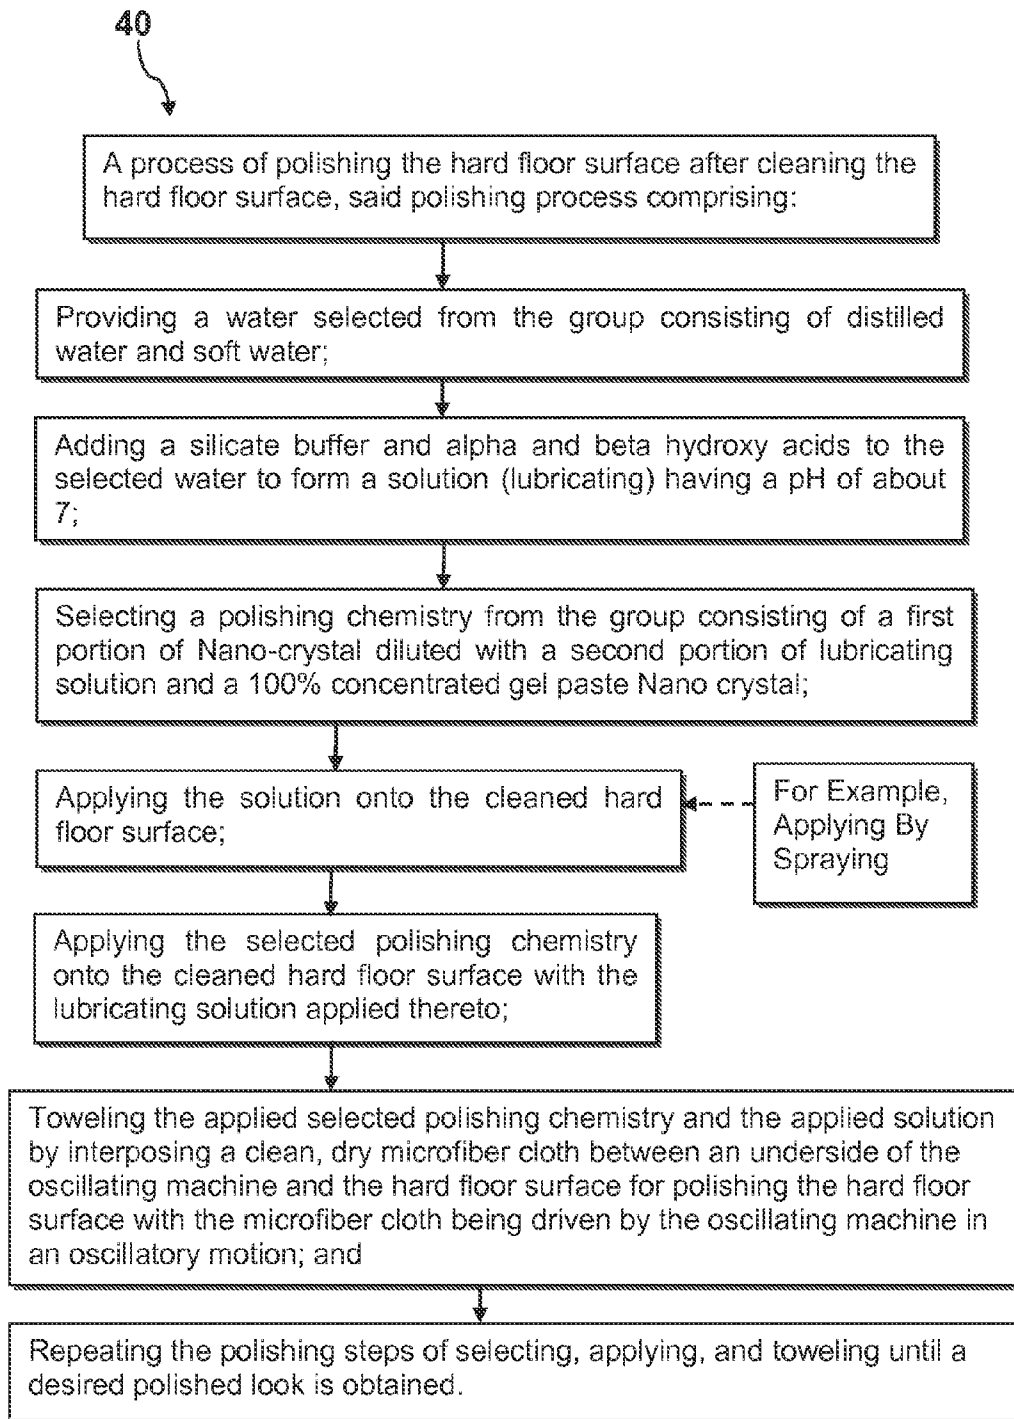 40
A process of polishing the hard floor surface after cleaning the
hard floor surface, said polishing process comprising:
Providing a water selected from the group consisting of distilled
water and soft water;
Adding a silicate buffer and alpha and beta hydroxy acids to the
selected water to form a solution (lubricating) having a pH of about
7;
Selecting a polishing chemistry from the group consisting of a first
portion of Nano-crystal diluted with a second portion of lubricating
solution and a 100% concentrated gel paste Nano crystal;
Applying the solution onto the cleaned hard
floor surface;
For Example,
Applying By
Spraying
Applying the selected polishing chemistry
onto the cleaned hard floor surface with the
lubricating solution applied thereto;
Toweling the applied selected polishing chemistry and the applied solution
by interposing a clean, dry microfiber cloth between an underside of the
oscillating machine and the hard floor surface for polishing the hard floor
surface with the microfiber cloth being driven by the oscillating machine in
an oscillatory motion; and
Repeating the polishing steps of selecting, applying, and toweling until a
desired polished look is obtained.